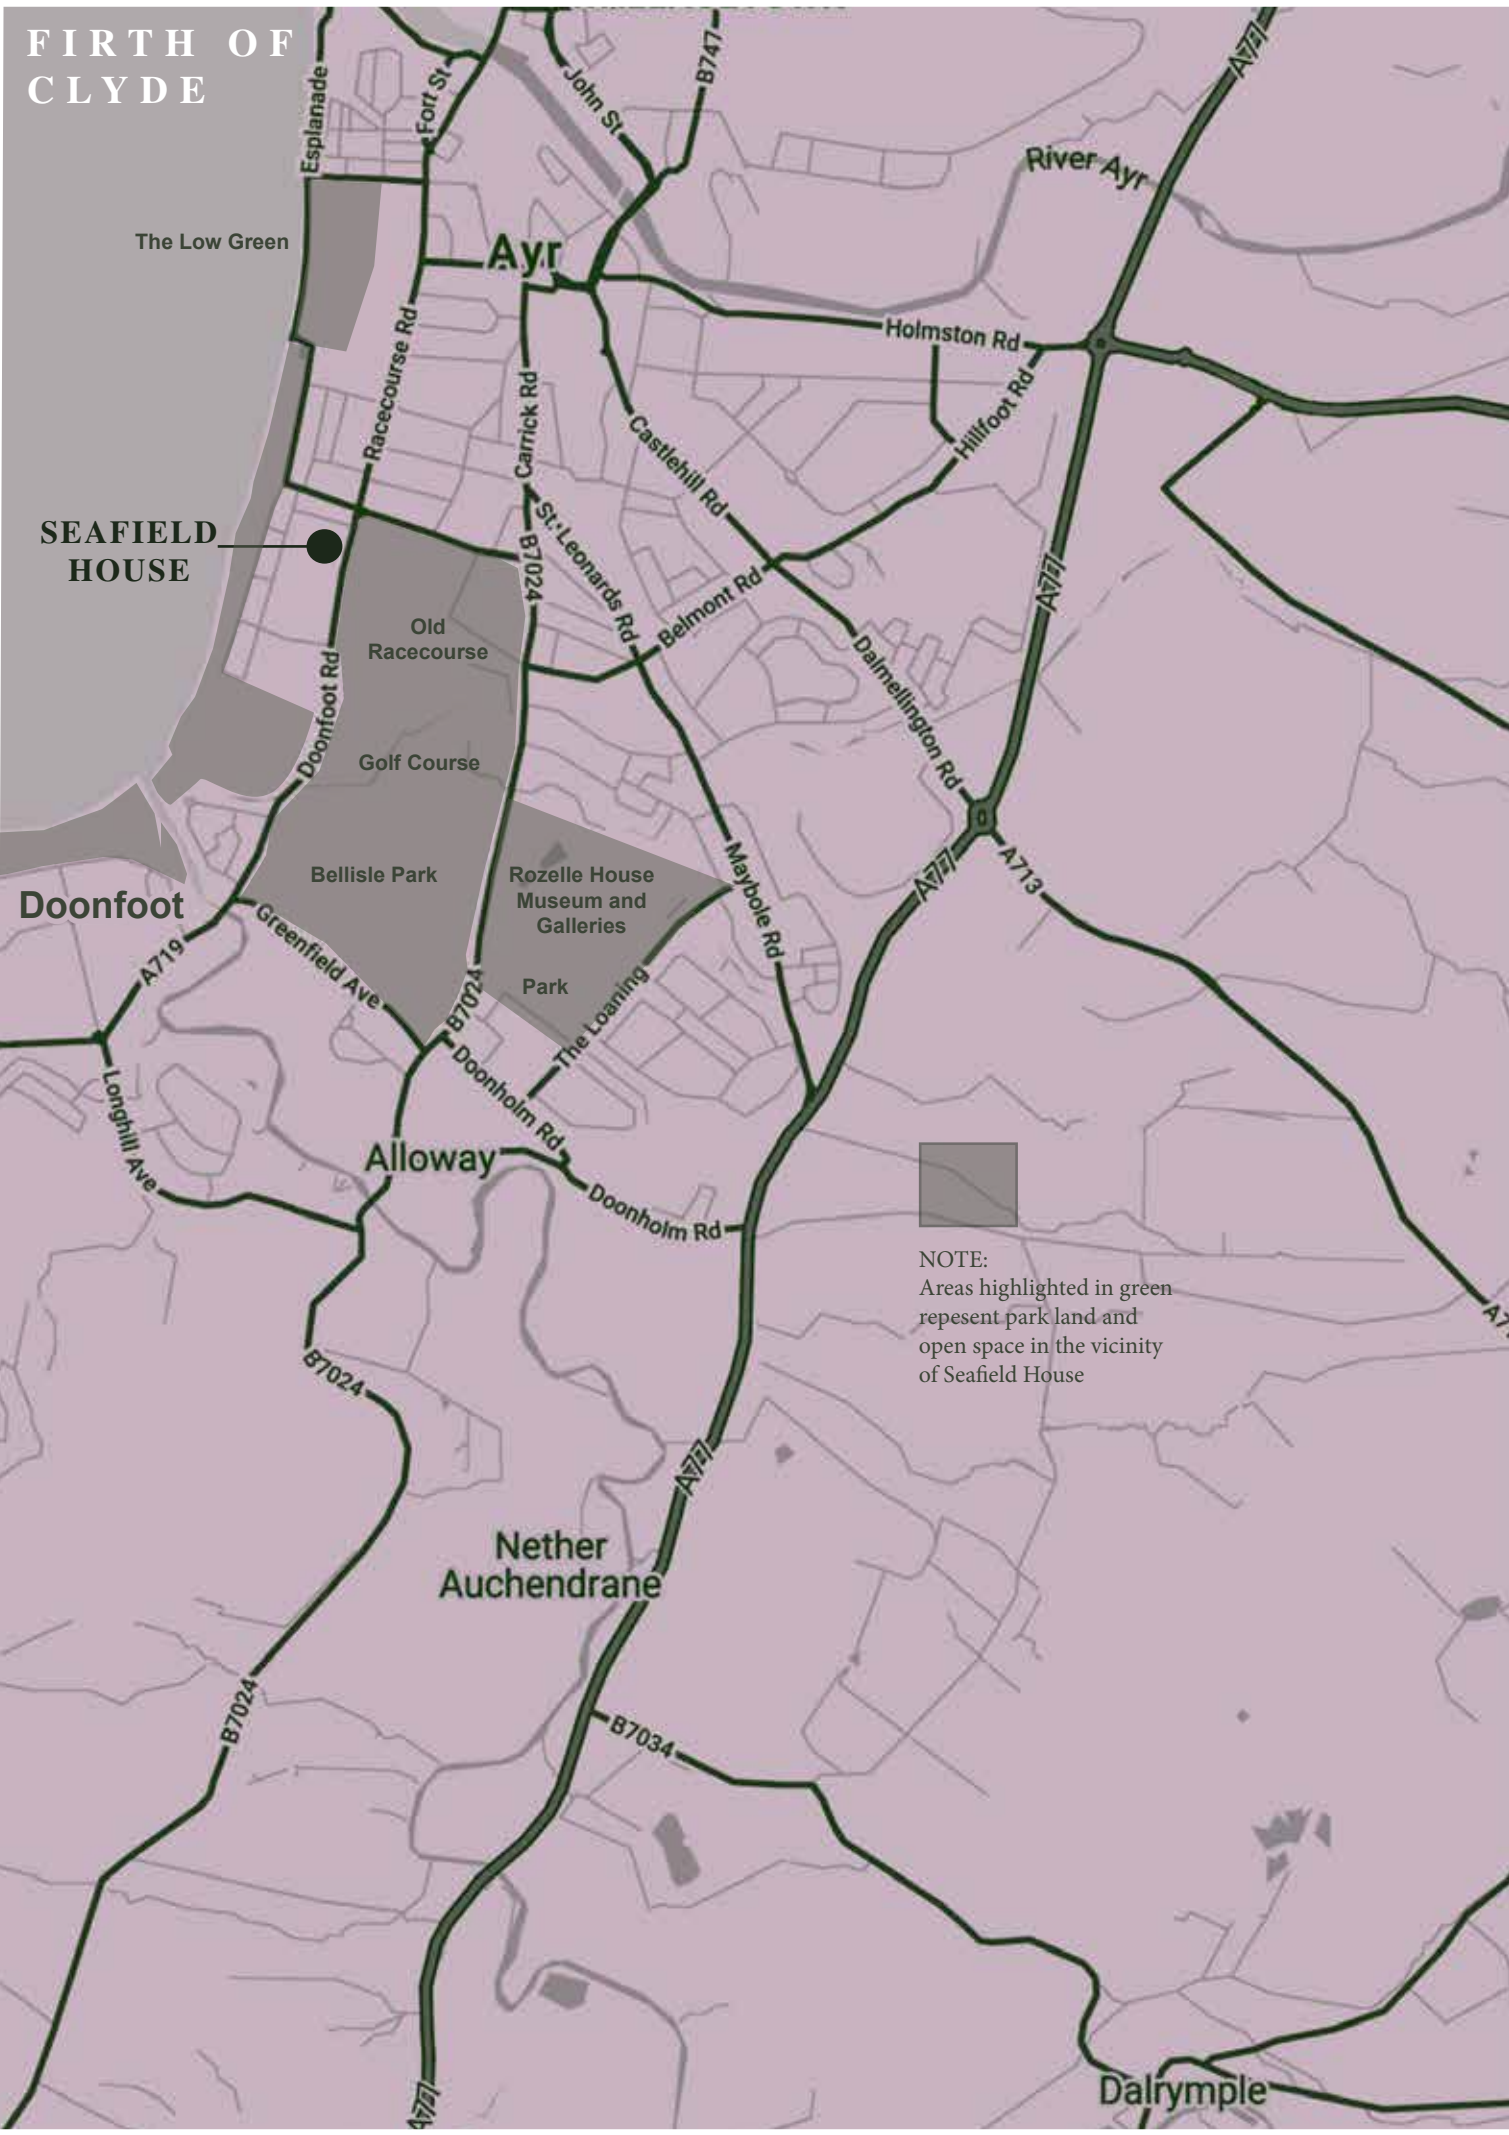 FIRTH OF
CLYDE
Esplanade
Fort St
John St
B747
A77
River Ayr
The Low Green
Ayr
Racecourse Rd
Holmston Rd
Carrick Rd
Castlehill Rd
Hillfoot Rd
SEAFIELD
HOUSE
St. Leonards Rd
B7024
A77
Belmont Rd
Old
Racecourse
Doonfoot Rd
Dalmellington Rd
Golf Course
Maybole Rd
A77
A713
Bellisle Park
Rozelle House
Museum and
Galleries
Doonfoot
Greenfield Ave
A719
Park
B7024
The Loaning
Doonholm Rd
Longhill Ave
Alloway
Doonholm Rd
NOTE:
Areas highlighted in green
repesent park land and
open space in the vicinity
of Seafield House
B7024
A77
Nether
Auchendrane
B7024
B7034
A77
Dalrymple